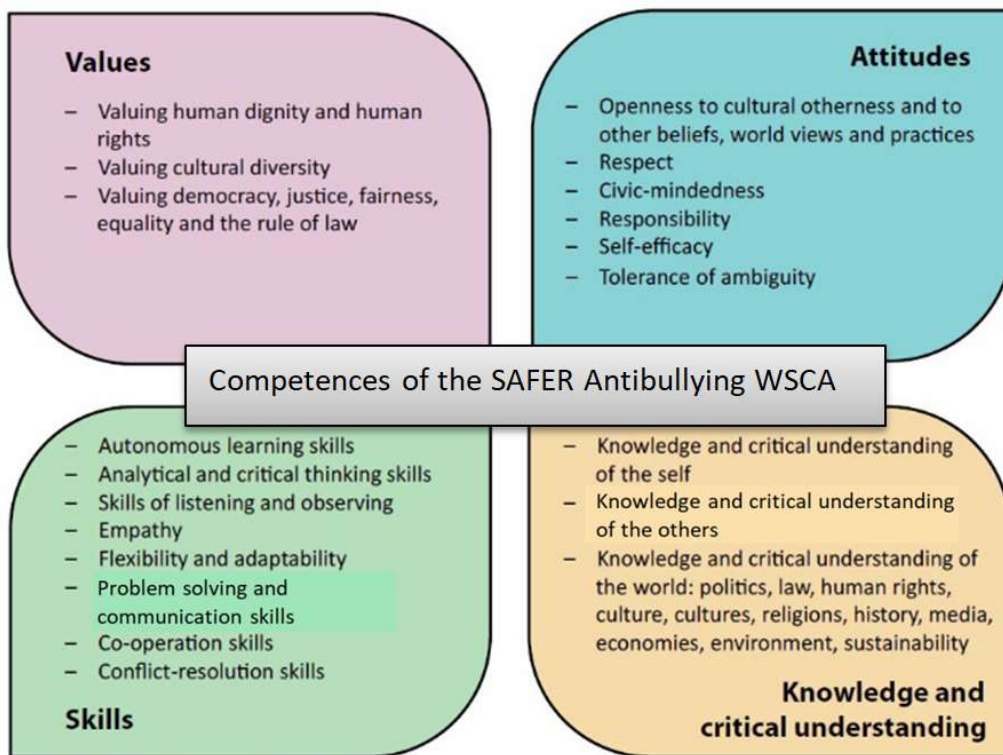 Values
– Valuing human dignity and human
rights
– Valuing cultural diversity
– Valuing democracy, justice, fairness,
equality and the rule of law
Attitudes
– Openness to cultural otherness and to
other beliefs, world views and practices
– Respect
– Civic-mindedness
– Responsibility
– Self-efficacy
– Tolerance of ambiguity
Competences of the SAFER Antibullying WSCA
– Autonomous learning skills
– Analytical and critical thinking skills
– Skills of listening and observing
– Empathy
– Flexibility and adaptability
– Problem solving and
communication skills
– Co-operation skills
– Conflict-resolution skills
Skills
– Knowledge and critical understanding
of the self
– Knowledge and critical understanding
of the others
– Knowledge and critical understanding of
the world: politics, law, human rights,
culture, cultures, religions, history, media,
economies, environment, sustainability
Knowledge and
critical understanding